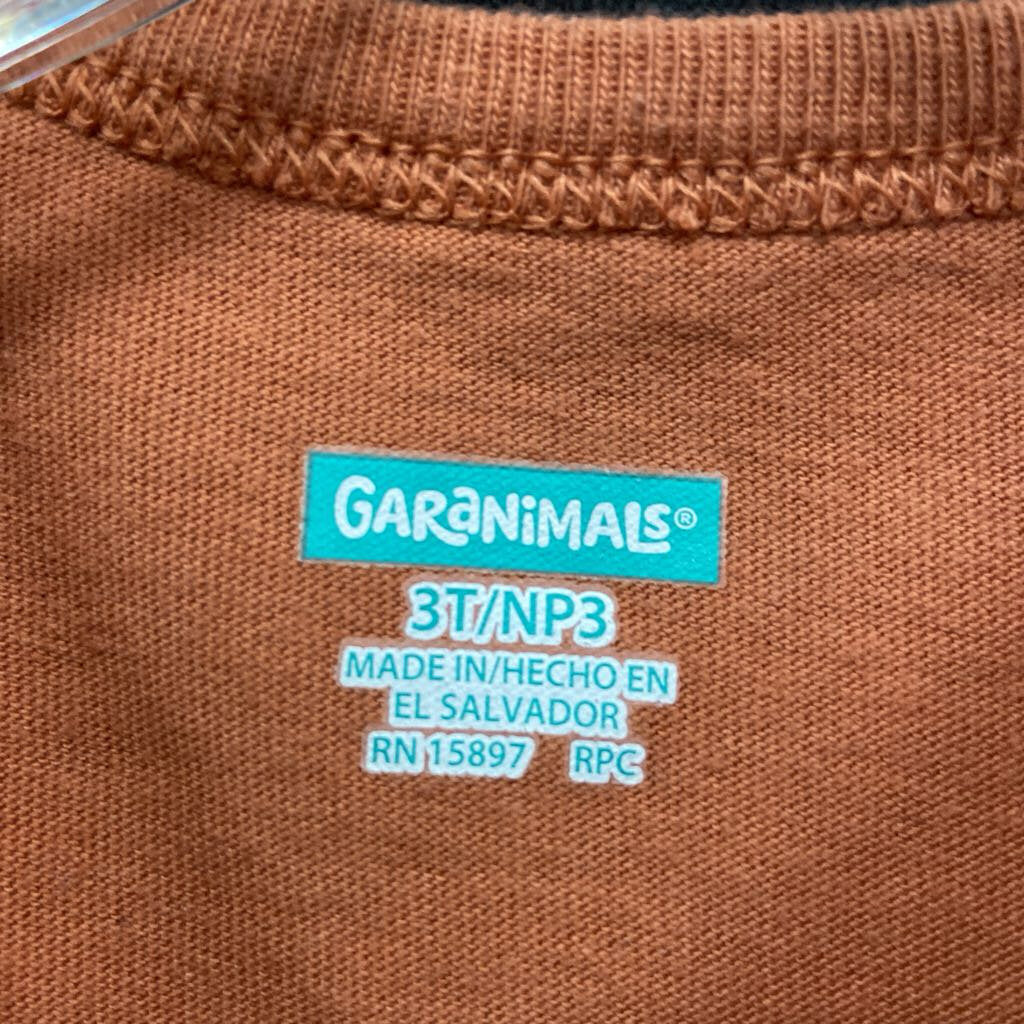 GARaNiMALS®
3T/NP3
MADE IN/HECHO EN
EL SALVADOR
RN 15897 RPC